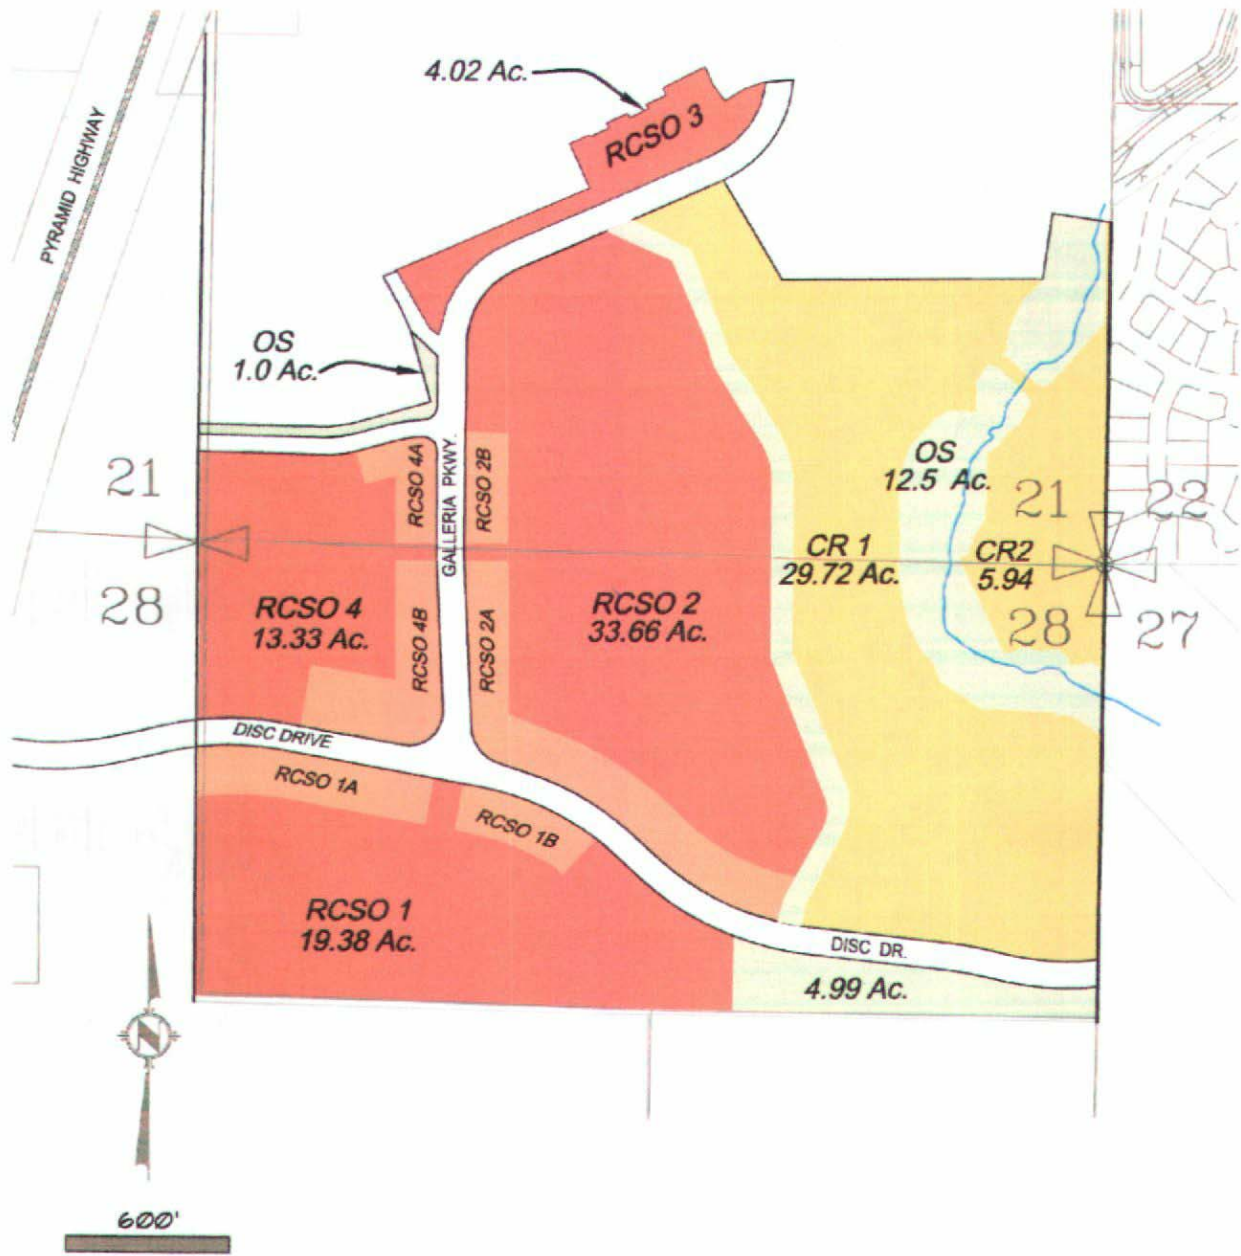 4.02 Ac.
RCSO 3
PYRAMID HIGHWAY
OS
1.0 Ac.
RCSO 4A
GALLERIA PKWY.
RCSO 2B
OS
12.5 Ac.
21
21
22
CR 1
29.72 Ac.
CR2
5.94
28
RCSO 4
13.33 Ac.
RCSO 4B
RCSO 2A
RCSO 2
33.66 Ac.
28
27
DISC DRIVE
RCSO 1A
RCSO 1B
RCSO 1
19.38 Ac.
DISC DR.
4.99 Ac.
N
600'